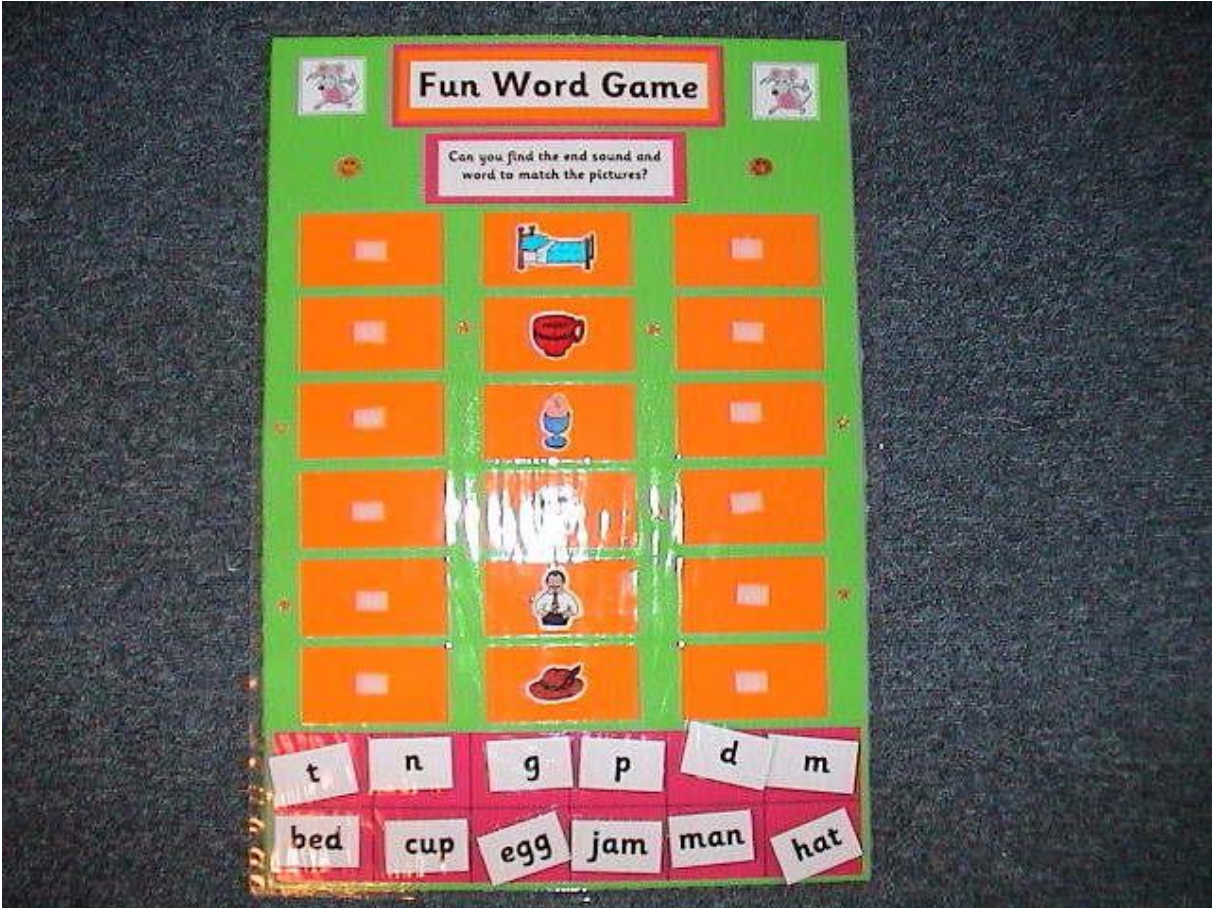 Fun Word Game
Can you find the end sound and
word to match the pictures?
t n g p d m
bed cup egg jam man hat